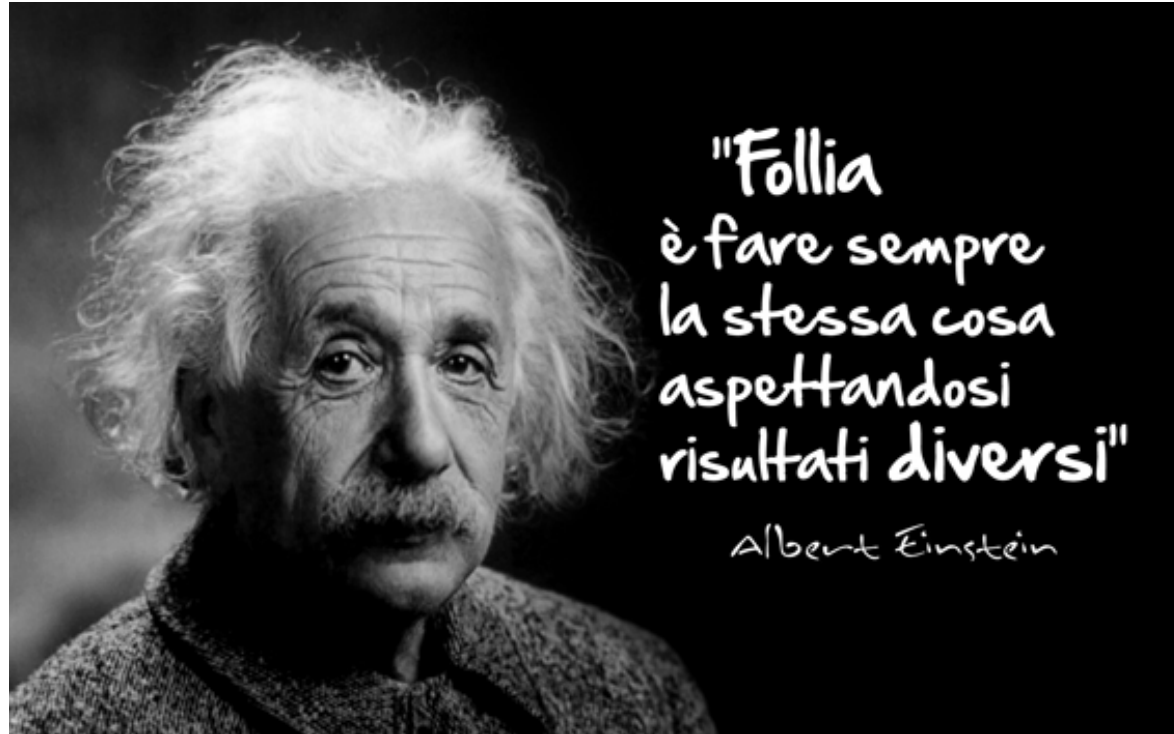 "Follia
è fare sempre
la stessa cosa
aspettandosi
risultati diversi"
Albert Einstein